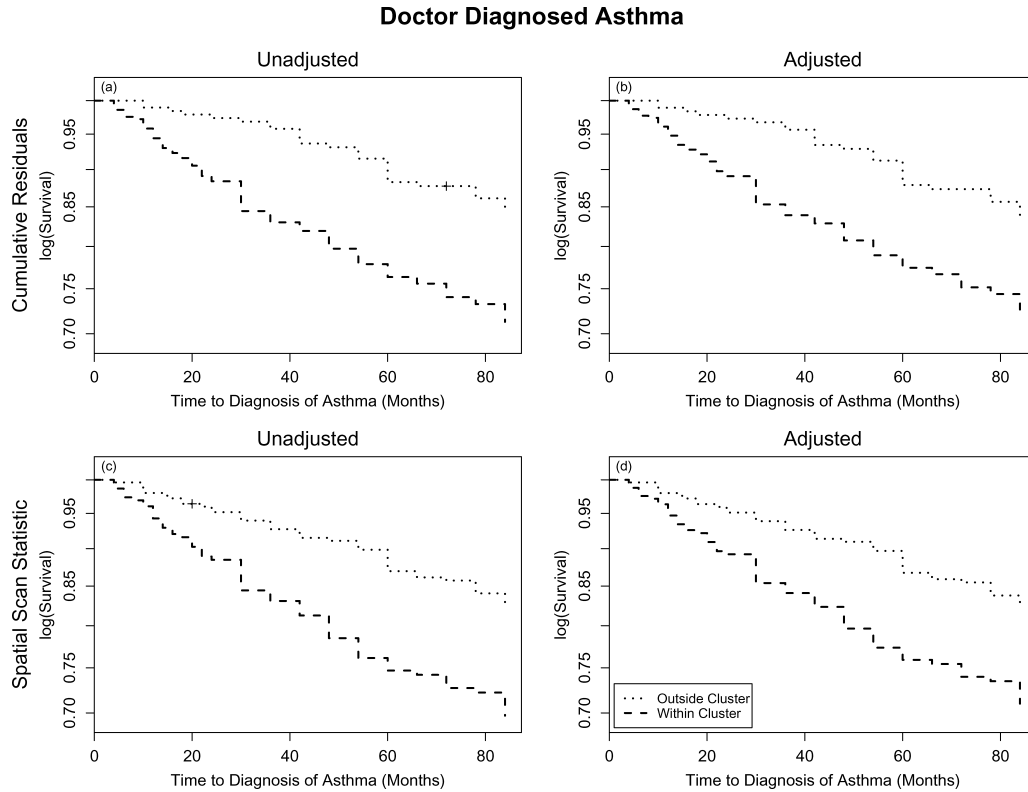 Doctor Diagnosed Asthma
Unadjusted
(a)
Cumulative Residuals
log(Survival)
0.95
0.85
0.75
0.70
0 20 40 60 80
Time to Diagnosis of Asthma (Months)
Adjusted
(b)
log(Survival)
0.95
0.85
0.75
0.70
0 20 40 60 80
Time to Diagnosis of Asthma (Months)
Unadjusted
(c)
Spatial Scan Statistic
log(Survival)
0.95
0.85
0.75
0.70
0 20 40 60 80
Time to Diagnosis of Asthma (Months)
Adjusted
(d)
log(Survival)
0.95
0.85
0.75
0.70
Outside Cluster
Within Cluster
0 20 40 60 80
Time to Diagnosis of Asthma (Months)